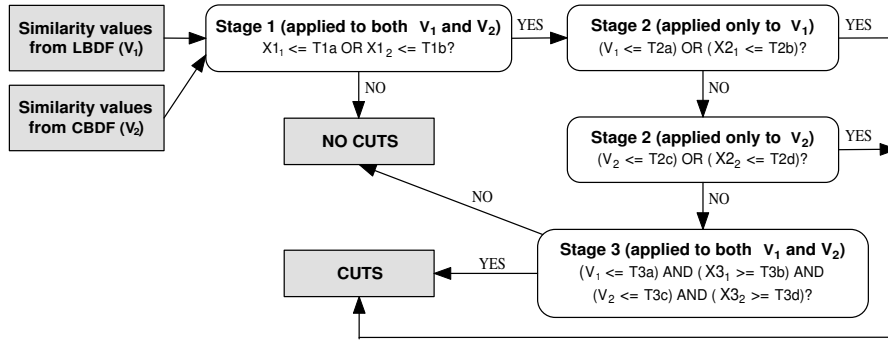 Similarity values
from LBDF (V₁)
Stage 1 (applied to both V₁ and V₂)
X1₁ <= T1a OR X1₂ <= T1b?
YES
Stage 2 (applied only to V₁)
(V₁ <= T2a) OR ( X2₁ <= T2b)?
YES
Similarity values
from CBDF (V₂)
NO
NO
NO CUTS
Stage 2 (applied only to V₂)
(V₂ <= T2c) OR ( X2₂ <= T2d)?
YES
NO
NO
Stage 3 (applied to both V₁ and V₂)
(V₁ <= T3a) AND ( X3₁ >= T3b) AND
(V₂ <= T3c) AND ( X3₂ >= T3d)?
YES
CUTS